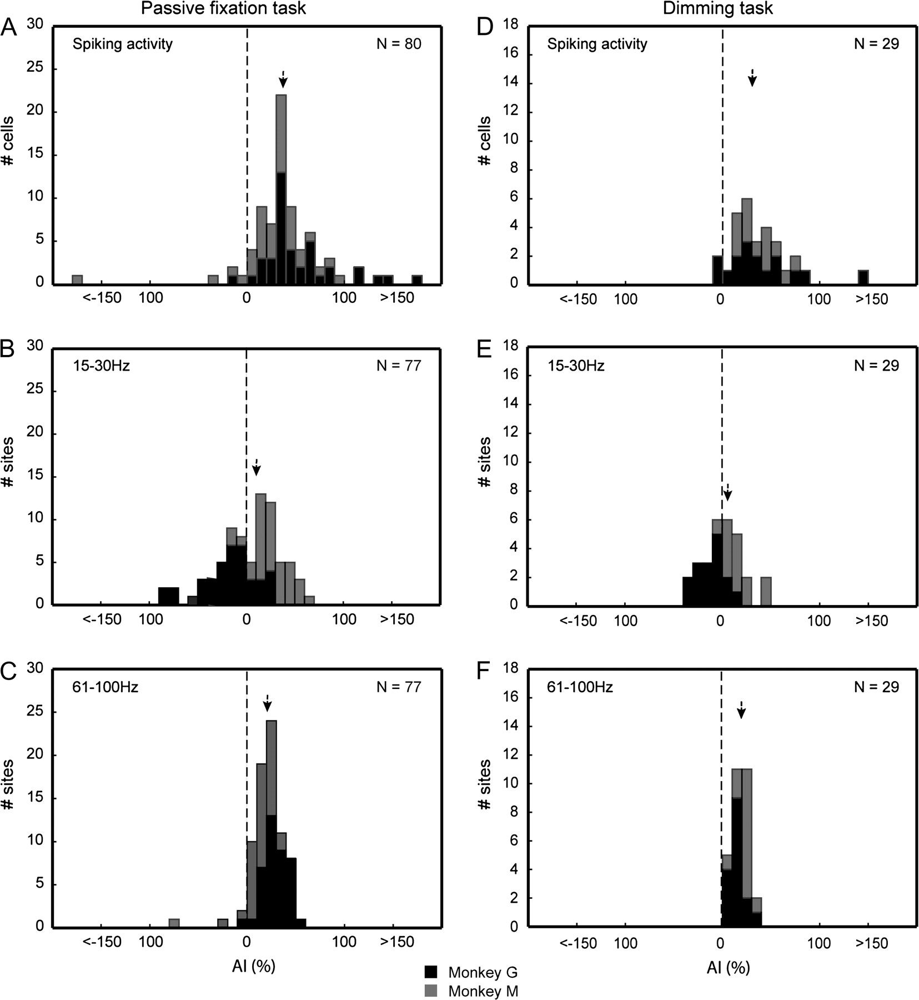 Passive fixation task
Dimming task
A
30
25
20
15
10
5
0
# cells
Spiking activity
N = 80
<-150 100 0 100 >150
D
18
16
14
12
10
8
6
4
2
0
# cells
Spiking activity
N = 29
<-150 100 0 100 >150
B
30
25
20
15
10
5
0
# sites
15-30Hz
N = 77
<-150 100 0 100 >150
E
18
16
14
12
10
8
6
4
2
0
# sites
15-30Hz
N = 29
<-150 100 0 100 >150
C
30
25
20
15
10
5
0
# sites
61-100Hz
N = 77
<-150 100 0 100 >150
AI (%)
F
18
16
14
12
10
8
6
4
2
0
# sites
61-100Hz
N = 29
<-150 100 0 100 >150
AI (%)
Monkey G
Monkey M